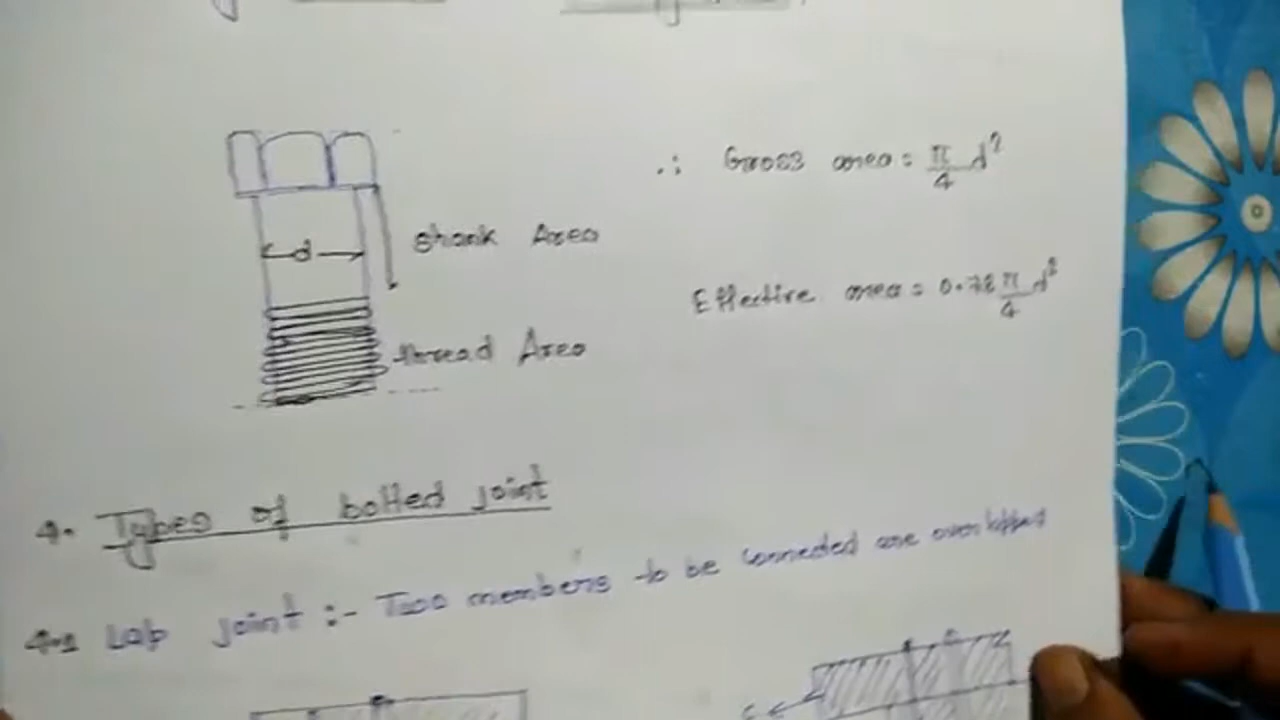 ∴ Gross area = π/4 d²
d
Shank Area
Effective area = 0.78 π/4 d²
thread Area
4. Types of bolted joint
4.1 Lap joint :- Two members to be connected are overlapped